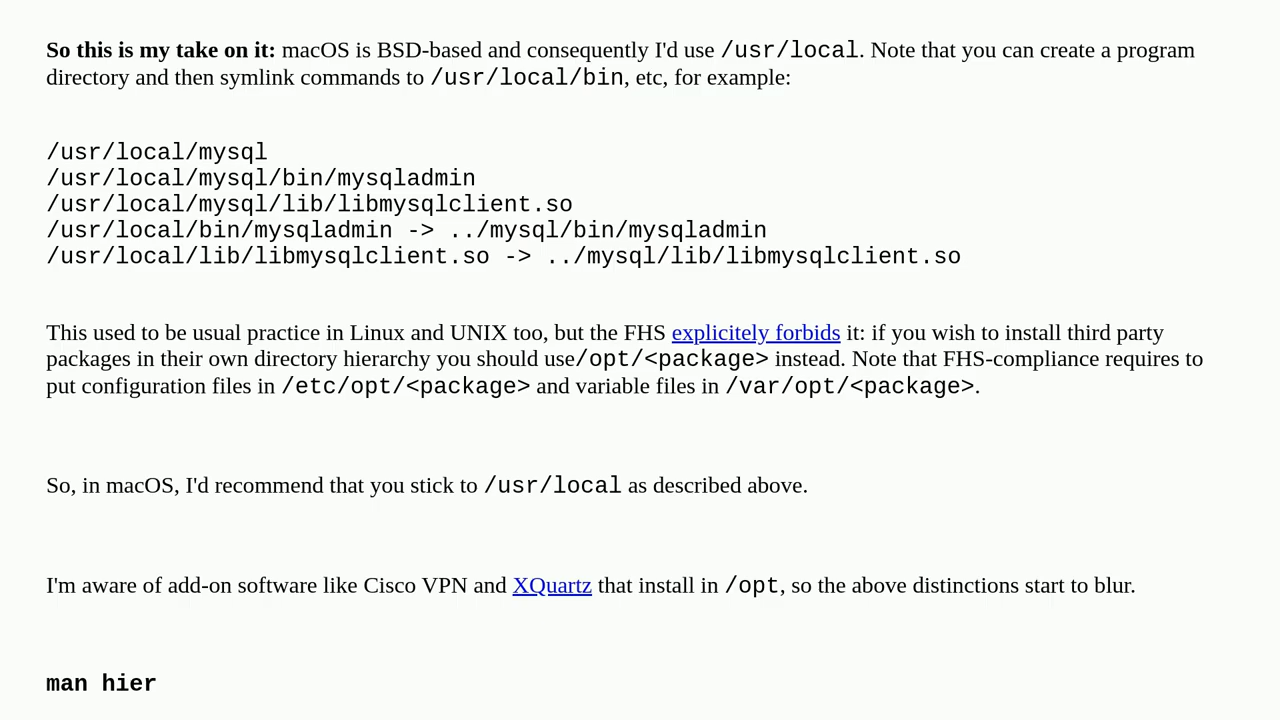 So this is my take on it: macOS is BSD-based and consequently I'd use /usr/local. Note that you can create a program
directory and then symlink commands to /usr/local/bin, etc, for example:
/usr/local/mysql
/usr/local/mysql/bin/mysqladmin
/usr/local/mysql/lib/libmysqlclient.so
/usr/local/bin/mysqladmin -> ../mysql/bin/mysqladmin
/usr/local/lib/libmysqlclient.so -> ../mysql/lib/libmysqlclient.so
This used to be usual practice in Linux and UNIX too, but the FHS explicitely forbids it: if you wish to install third party
packages in their own directory hierarchy you should use/opt/<package> instead. Note that FHS-compliance requires to
put configuration files in /etc/opt/<package> and variable files in /var/opt/<package>.
So, in macOS, I'd recommend that you stick to /usr/local as described above.
I'm aware of add-on software like Cisco VPN and XQuartz that install in /opt, so the above distinctions start to blur.
man hier